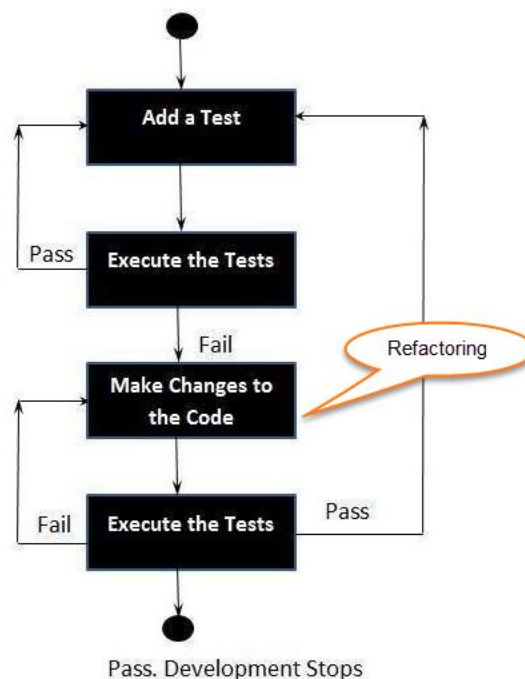 Add a Test
Pass
Execute the Tests
Fail
Refactoring
Make Changes to
the Code
Fail
Execute the Tests
Pass
Pass. Development Stops